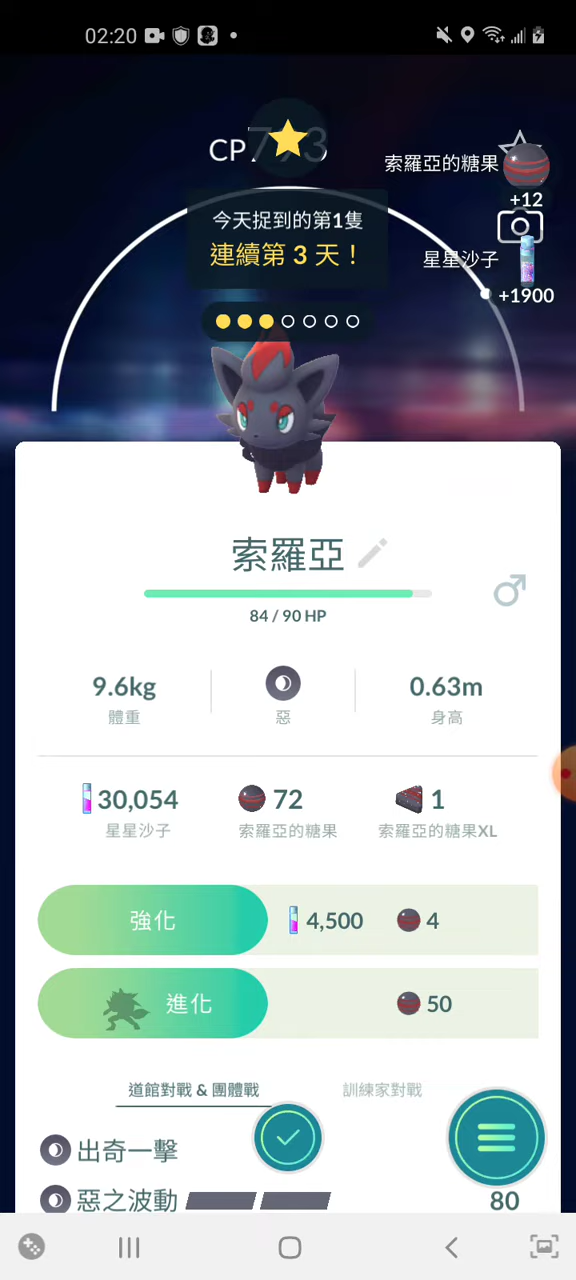 02:20
CP793
索羅亞的糖果
+12
今天捉到的第1隻
連續第 3 天！
星星沙子
+1900
索羅亞
84 / 90 HP
9.6kg
體重
惡
0.63m
身高
30,054
星星沙子
72
索羅亞的糖果
1
索羅亞的糖果XL
強化
4,500
4
進化
50
道館對戰 & 團體戰
訓練家對戰
出奇一擊
惡之波動
80